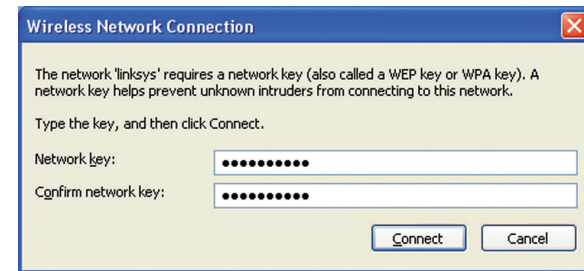 Wireless Network Connection
The network 'linksys' requires a network key (also called a WEP key or WPA key). A
network key helps prevent unknown intruders from connecting to this network.
Type the key, and then click Connect.
Network key: ●●●●●●●●●●
Confirm network key: ●●●●●●●●●●
Connect Cancel